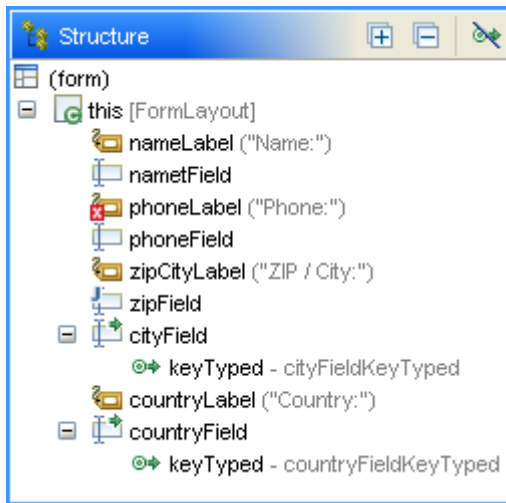 Structure
(form)
this [FormLayout]
nameLabel ("Name:")
nametField
phoneLabel ("Phone:")
phoneField
zipCityLabel ("ZIP / City:")
zipField
cityField
keyTyped - cityFieldKeyTyped
countryLabel ("Country:")
countryField
keyTyped - countryFieldKeyTyped